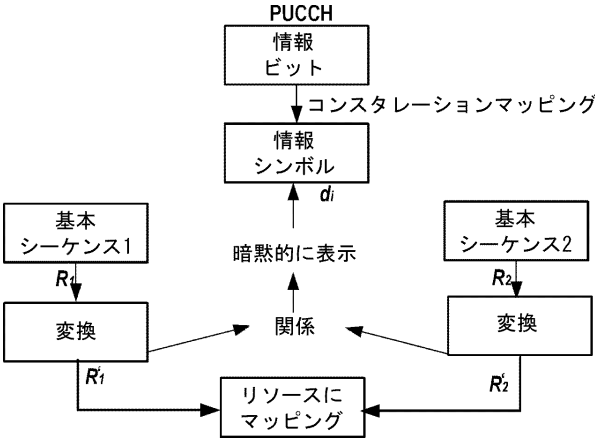 PUCCH
情報
ビット
コンスタレーションマッピング
情報
シンボル
di
基本
シーケンス1
基本
シーケンス2
暗黙的に表示
R1
R2
変換
関係
変換
R'1
R'2
リソースに
マッピング